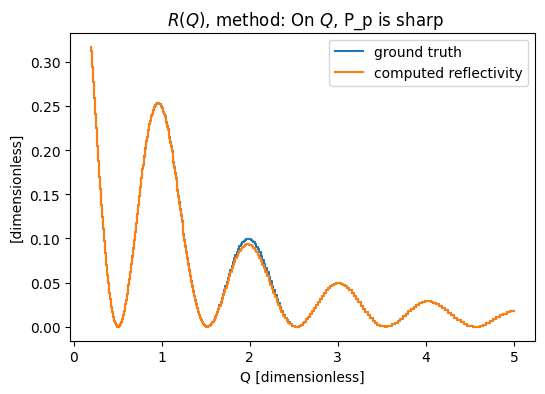 R(Q), method: On Q, P_p is sharp
ground truth
computed reflectivity
[dimensionless]
0.30
0.25
0.20
0.15
0.10
0.05
0.00
0 1 2 3 4 5
Q [dimensionless]